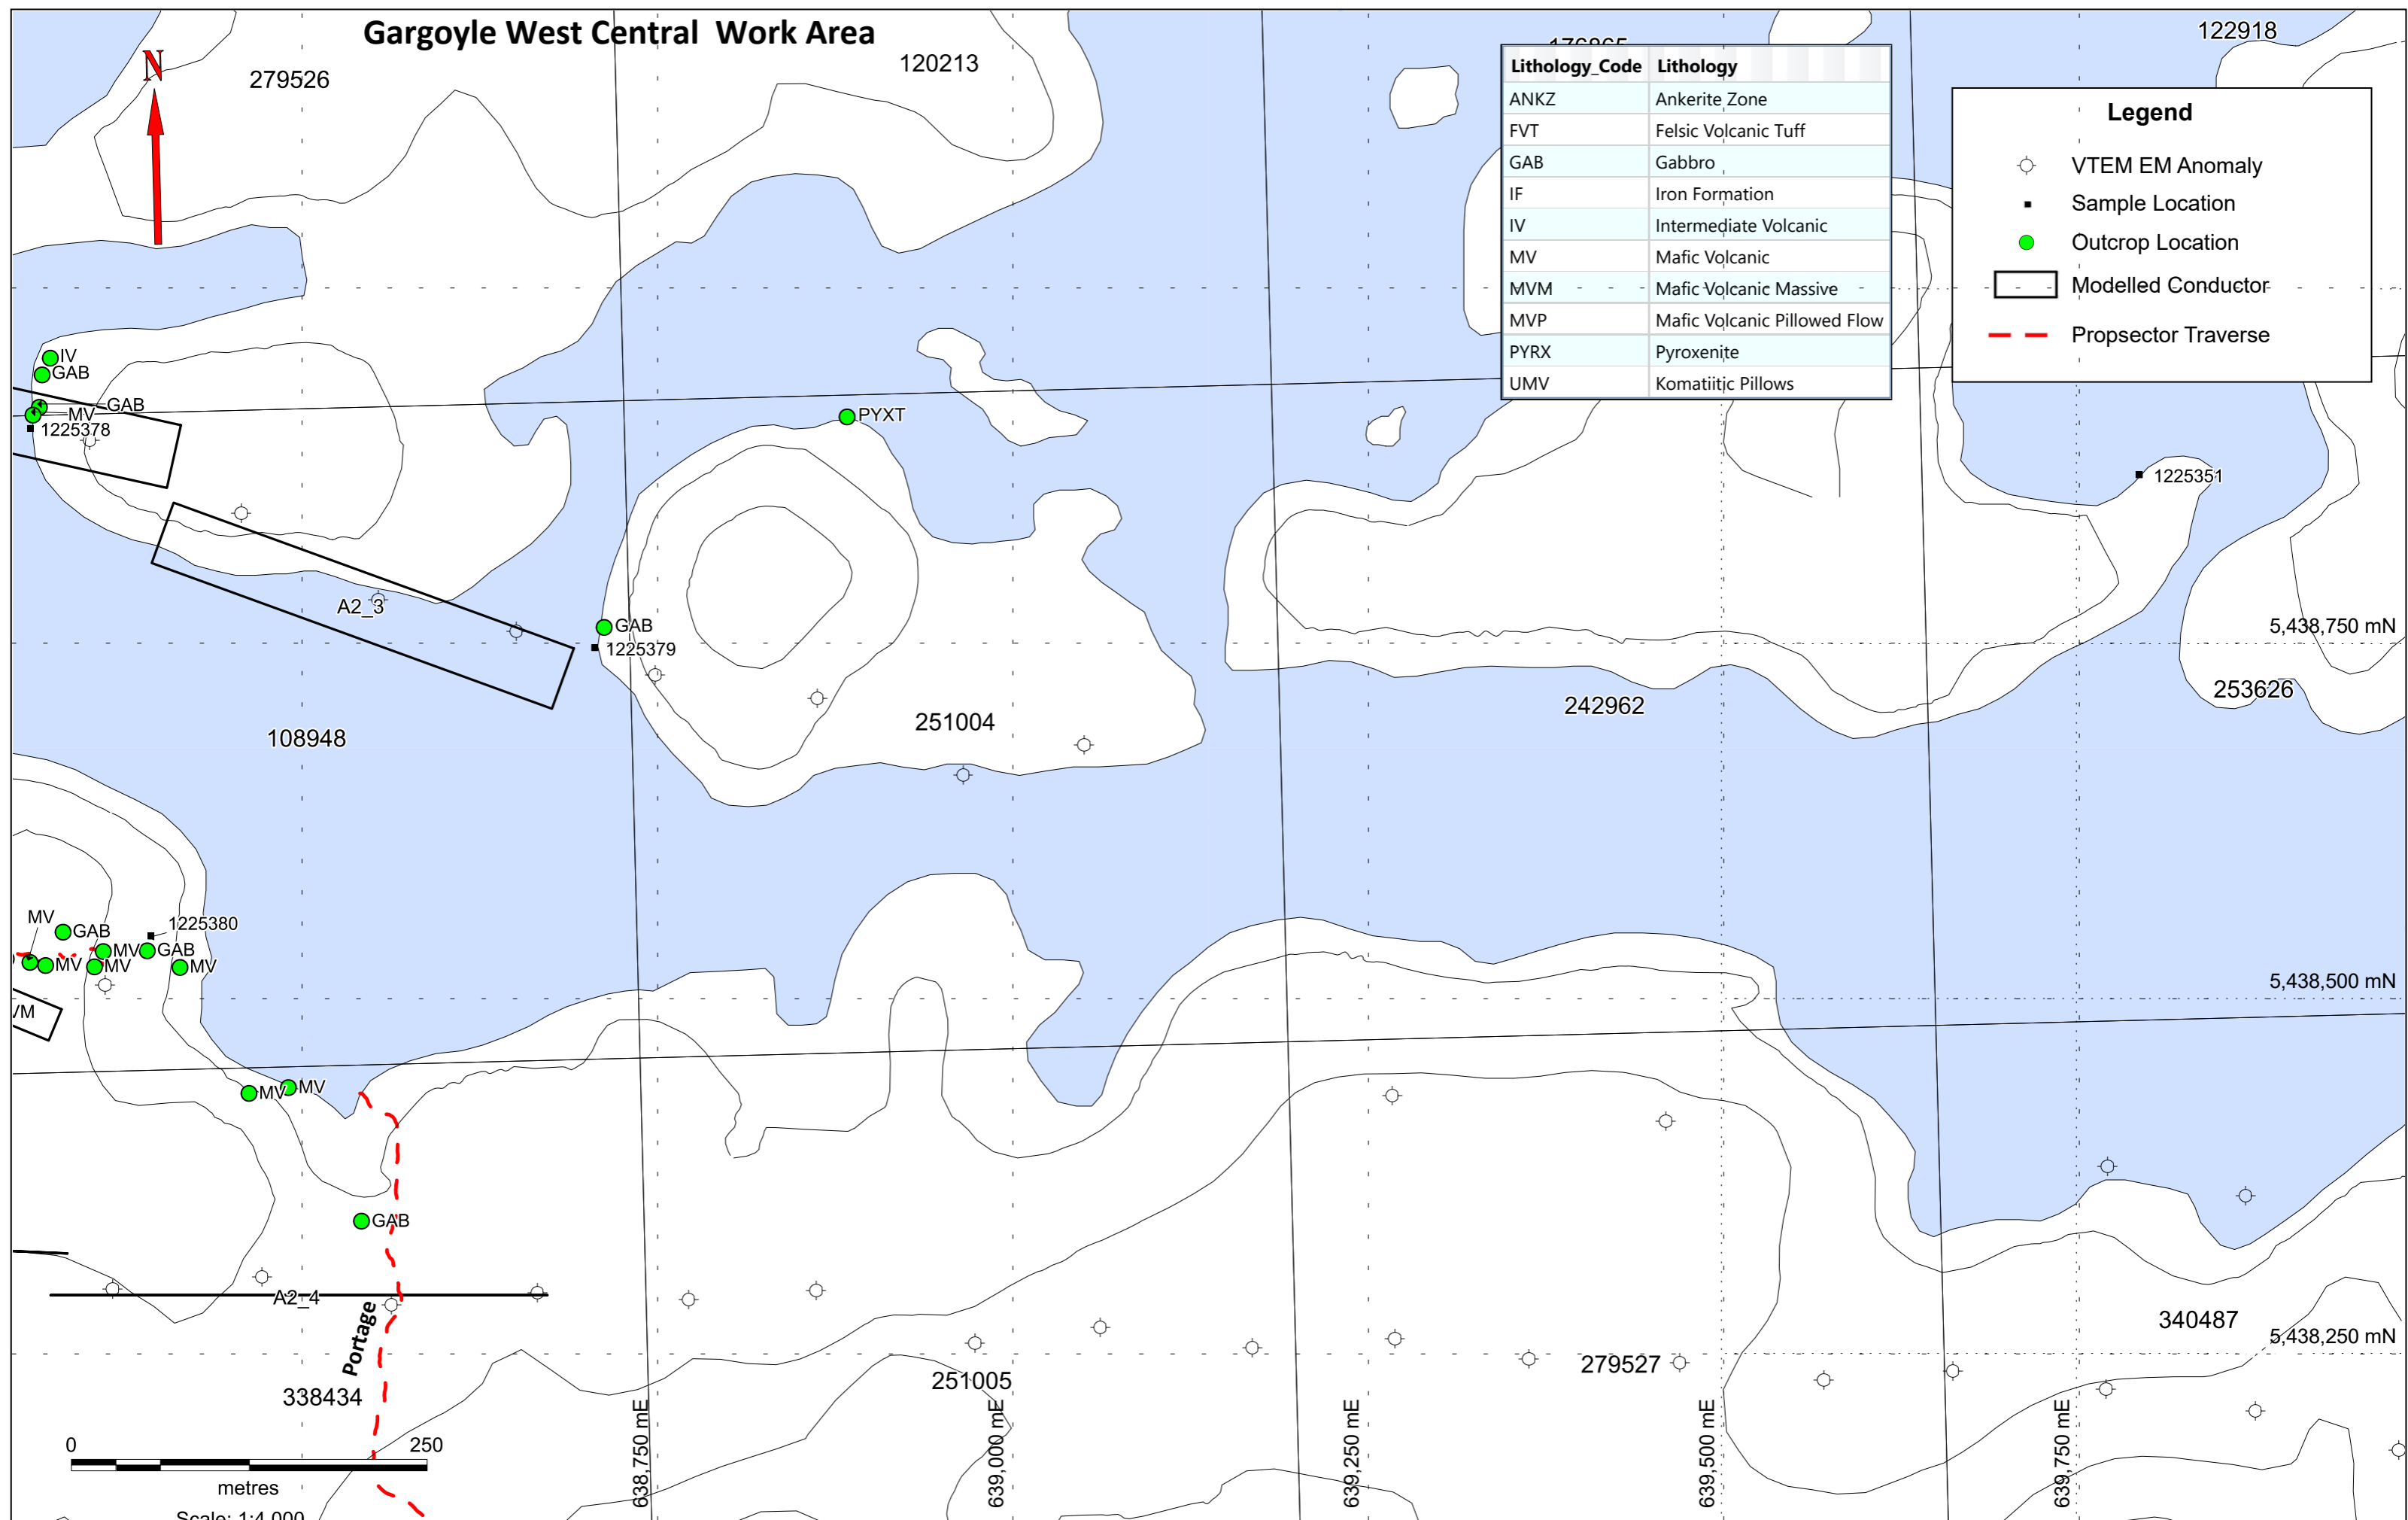 Gargoyle West Central Work Area
N
279526
120213
122918
Lithology_Code Lithology
ANKZ Ankerite Zone
FVT Felsic Volcanic Tuff
GAB Gabbro
IF Iron Formation
IV Intermediate Volcanic
MV Mafic Volcanic
MVM Mafic Volcanic Massive
MVP Mafic Volcanic Pillowed Flow
PYRX Pyroxenite
UMV Komatiitic Pillows
Legend
VTEM EM Anomaly
Sample Location
Outcrop Location
Modelled Conductor
Propsector Traverse
IV
GAB
GAB
MV
1225378
PYXT
1225351
A2_3
GAB
1225379
5,438,750 mN
253626
242962
251004
108948
MV
GAB
1225380
MV
GAB
MV
MV
MV
5,438,500 mN
VM
MV
MV
GAB
A2_4
Portage
340487
5,438,250 mN
279527
251005
338434
638,750 mE
639,000 mE
639,250 mE
639,500 mE
639,750 mE
0 250
metres
Scale: 1:4,000